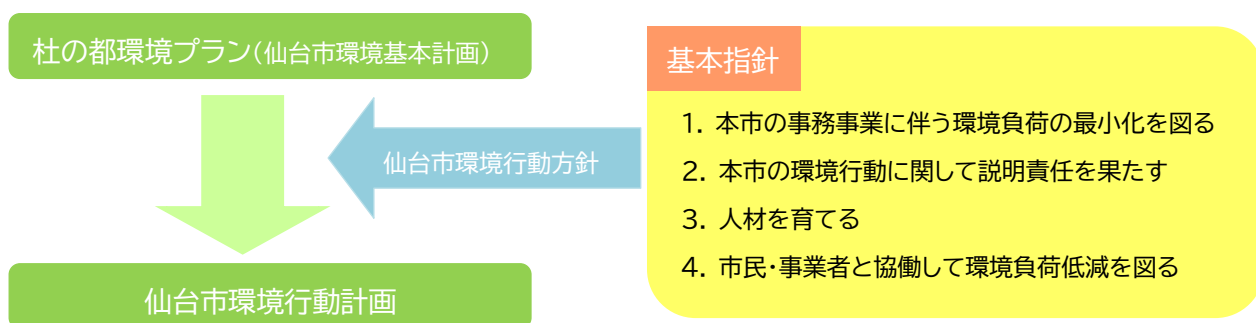 杜の都環境プラン(仙台市環境基本計画)
仙台市環境行動方針
仙台市環境行動計画
基本指針
1. 本市の事務事業に伴う環境負荷の最小化を図る
2. 本市の環境行動に関して説明責任を果たす
3. 人材を育てる
4. 市民・事業者と協働して環境負荷低減を図る